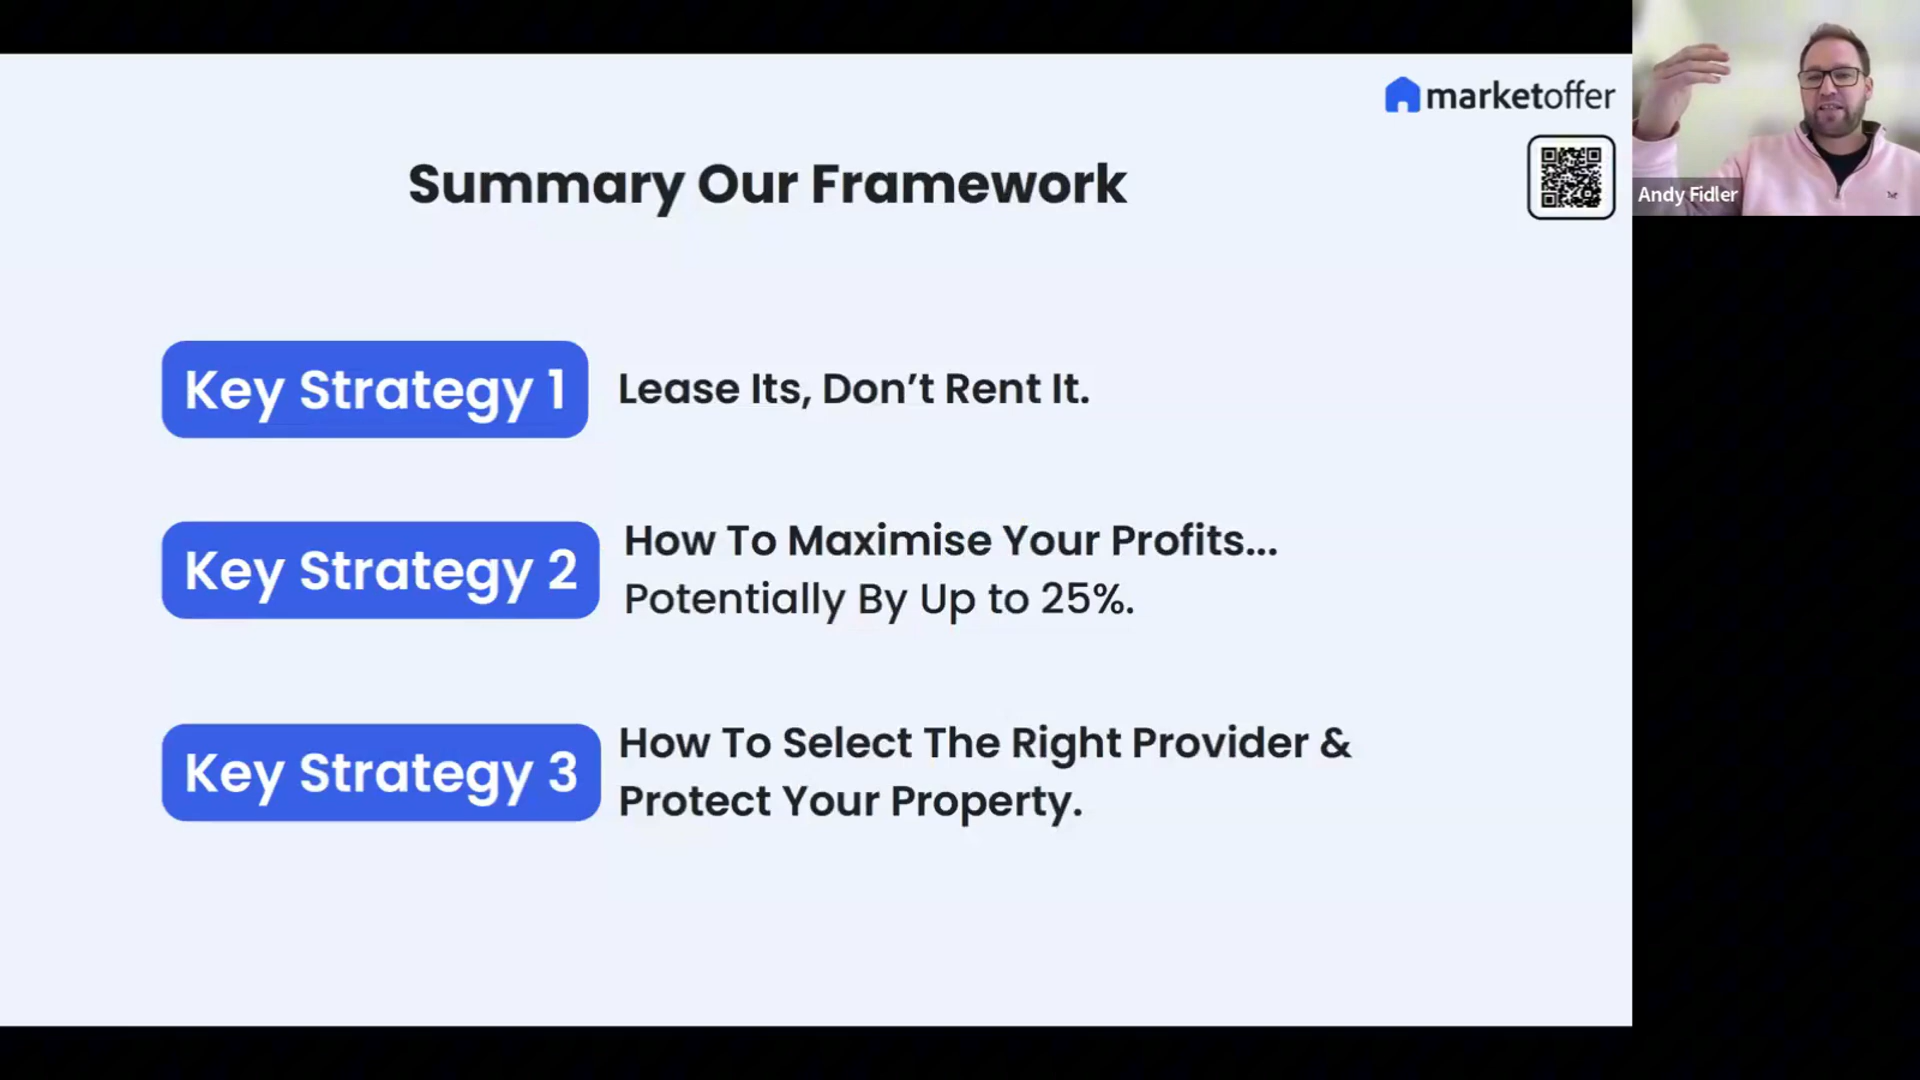 marketoffer
Summary Our Framework
Andy Fidler
Key Strategy 1
Lease Its, Don’t Rent It.
Key Strategy 2
How To Maximise Your Profits...
Potentially By Up to 25%.
Key Strategy 3
How To Select The Right Provider &
Protect Your Property.